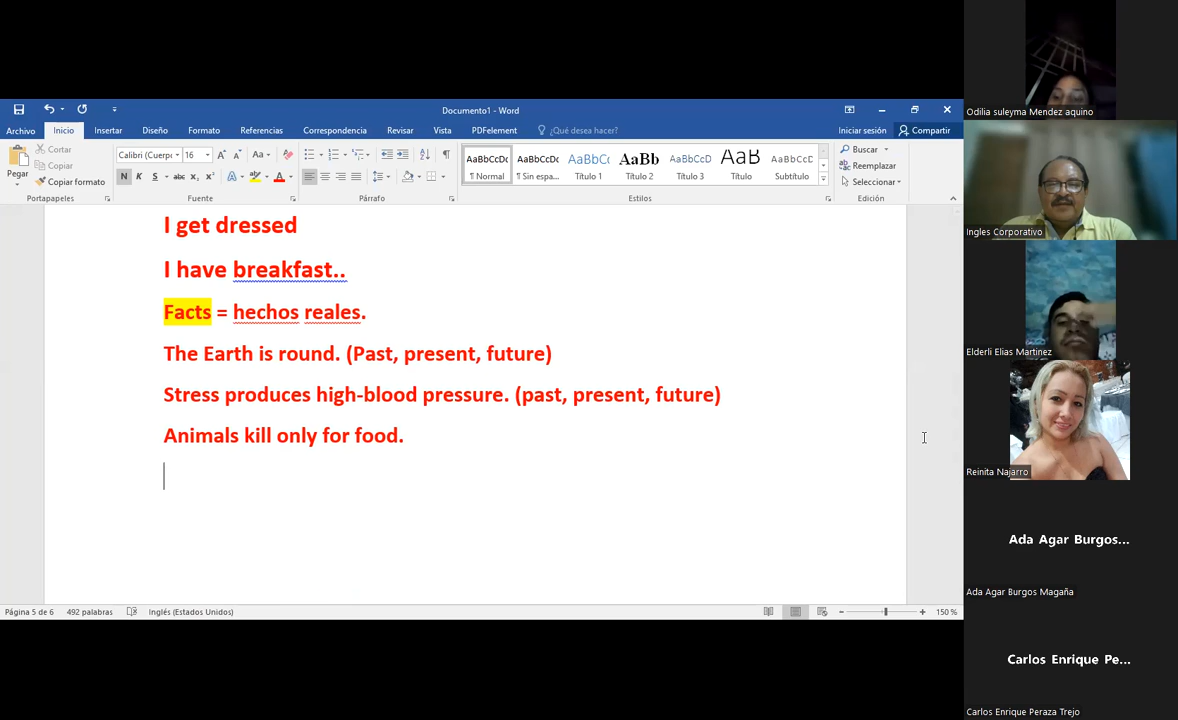 Documento1 - Word
Archivo Inicio Insertar Diseño Formato Referencias Correspondencia Revisar Vista PDFelement ¿Qué desea hacer? Iniciar sesión Compartir
Pegar
Cortar
Copiar
Copiar formato
Portapapeles
Calibri (Cuerpo 16
Aa
N K S abc x₂ x² A A
Fuente
Párrafo
AaBbCcDc AaBbCcDc AaBbCc AaBb AaBbCcD AaB AaBbCcD
¶ Normal ¶ Sin espa... Título 1 Título 2 Título 3 Título Subtítulo
Estilos
Buscar
Reemplazar
Seleccionar
Edición
I get dressed
I have breakfast..
Facts = hechos reales.
The Earth is round. (Past, present, future)
Stress produces high-blood pressure. (past, present, future)
Animals kill only for food.
Página 5 de 6 492 palabras Inglés (Estados Unidos) 150 %
Odilia suleyma Mendez aquino
Ingles Corporativo
Elderli Elias Martinez
Reinita Najarro
Ada Agar Burgos...
Ada Agar Burgos Magaña
Carlos Enrique Pe...
Carlos Enrique Peraza Trejo